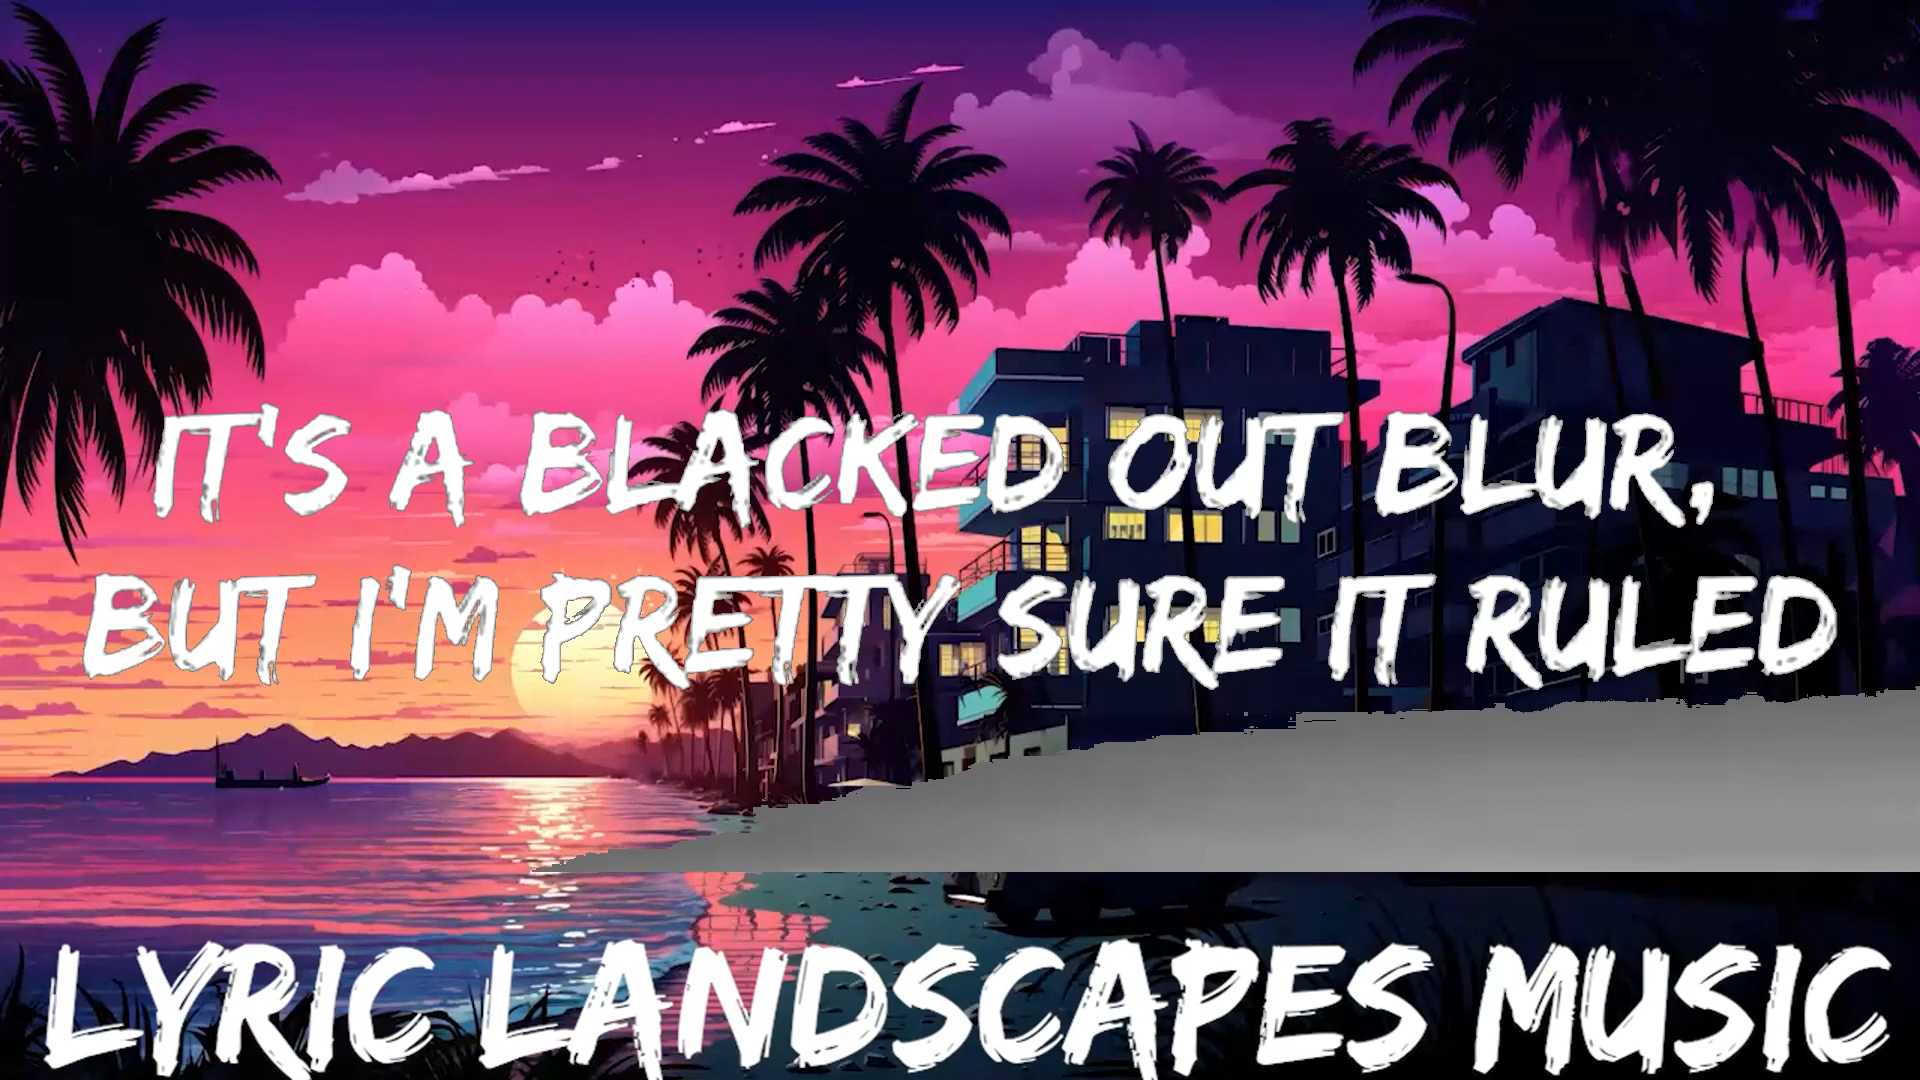 IT'S A BLACKED OUT BLUR,
BUT I'M PRETTY SURE IT RULED
LYRIC LANDSCAPES MUSIC